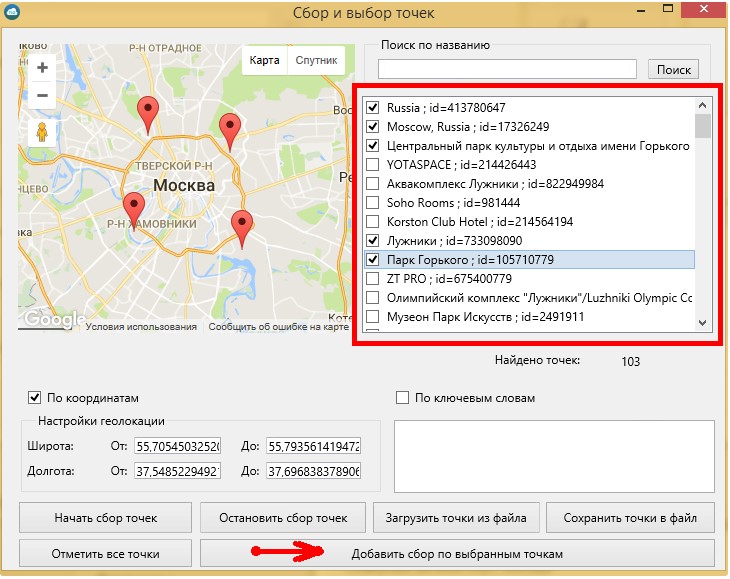 Сбор и выбор точек
Карта
Спутник
Р-Н ОТРАДНОЕ
ТВЕРСКОЙ Р-Н
Москва
Р-Н ХАМОВНИКИ
Google
Условия использования
Сообщить об ошибке на карте
Поиск по названию
Поиск
Russia ; id=413780647
Moscow, Russia ; id=17326249
Центральный парк культуры и отдыха имени Горького
YOTASPACE ; id=214426443
Аквакомплекс Лужники ; id=822949984
Soho Rooms ; id=981444
Korston Club Hotel ; id=214564194
Лужники ; id=733098090
Парк Горького ; id=105710779
ZT PRO ; id=675400779
Олимпийский комплекс "Лужники"/Luzhniki Olympic Cc
Музеон Парк Искусств ; id=2491911
Найдено точек: 103
По координатам
По ключевым словам
Настройки геолокации
Широта: От: 55,7054503252 До: 55,793561419472
Долгота: От: 37,5485229492 До: 37,696838378906
Начать сбор точек
Остановить сбор точек
Загрузить точки из файла
Сохранить точки в файл
Отметить все точки
Добавить сбор по выбранным точкам